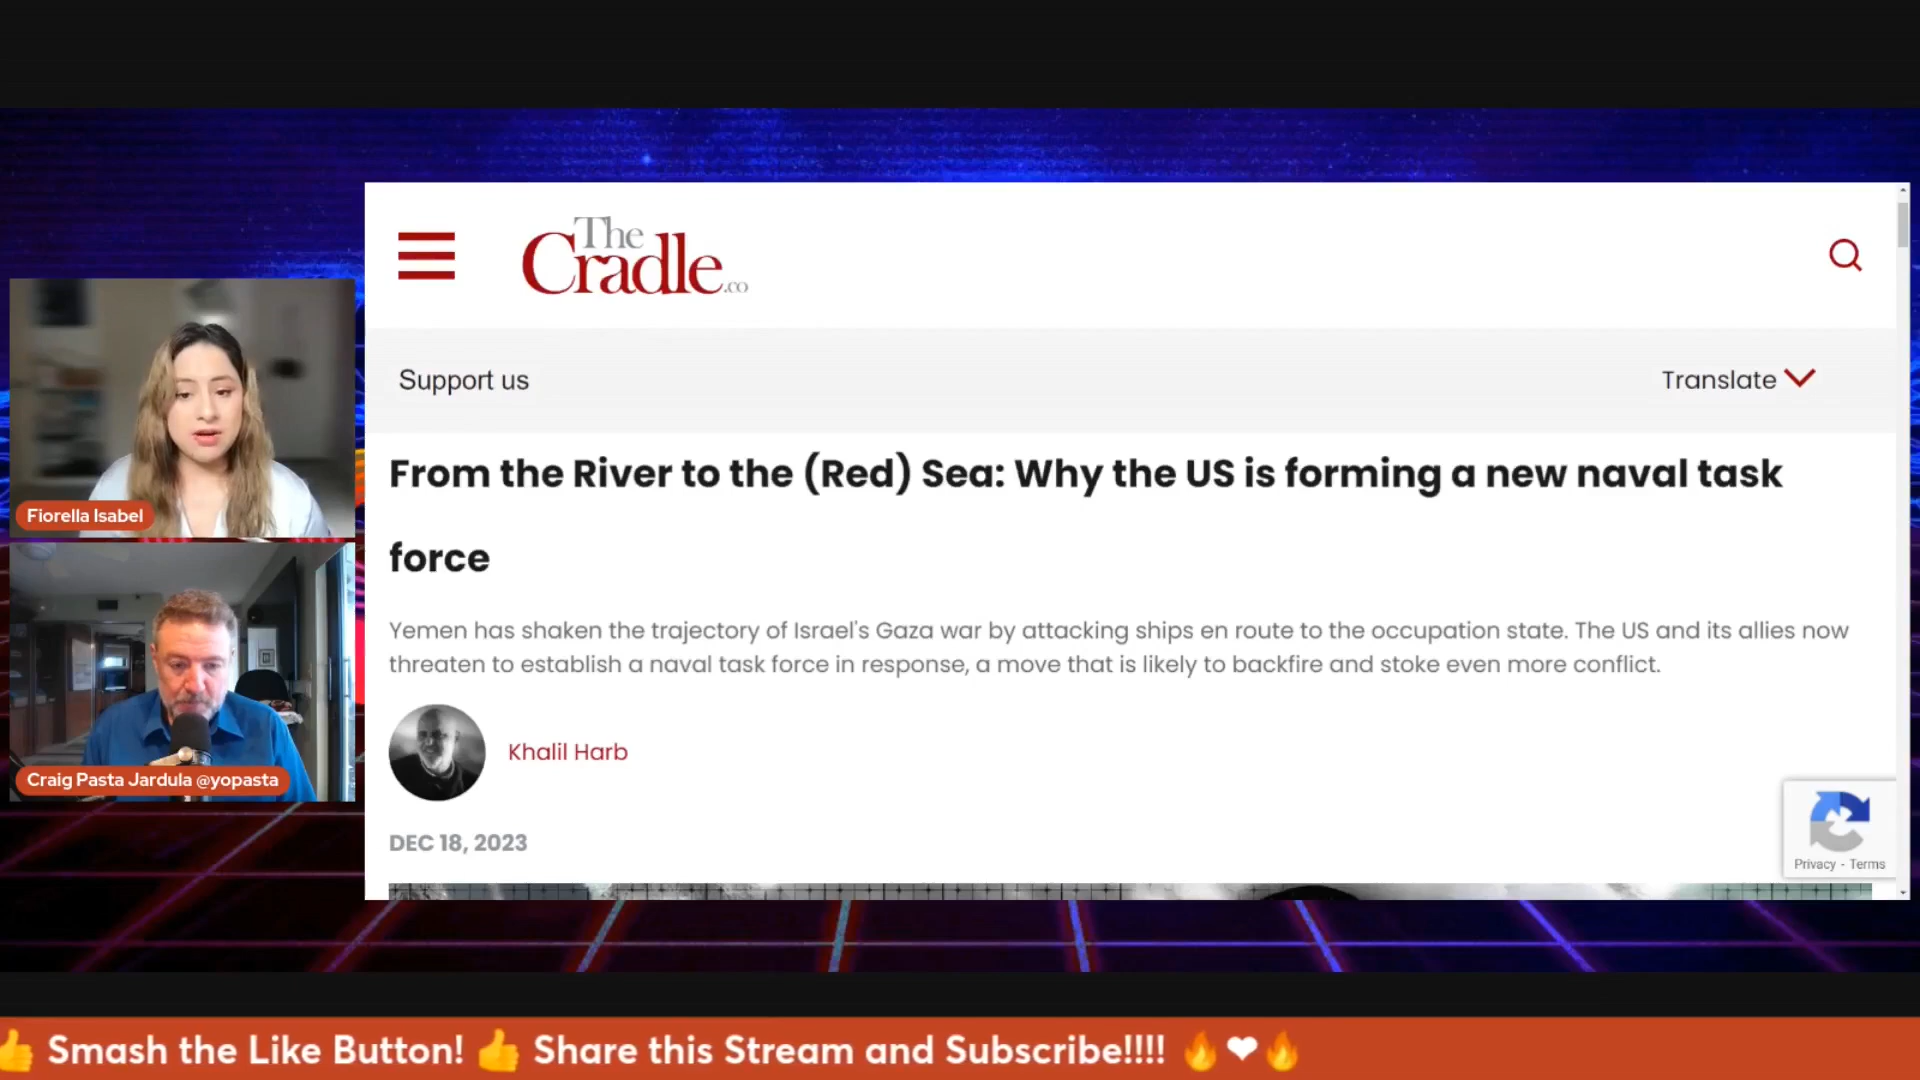 The
Cradle.co
Support us
Translate
From the River to the (Red) Sea: Why the US is forming a new naval task
force
Yemen has shaken the trajectory of Israel's Gaza war by attacking ships en route to the occupation state. The US and its allies now
threaten to establish a naval task force in response, a move that is likely to backfire and stoke even more conflict.
Khalil Harb
DEC 18, 2023
Privacy - Terms
Fiorella Isabel
Craig Pasta Jardula @yopasta
👍 Smash the Like Button! 👍 Share this Stream and Subscribe!!!! 🔥❤🔥